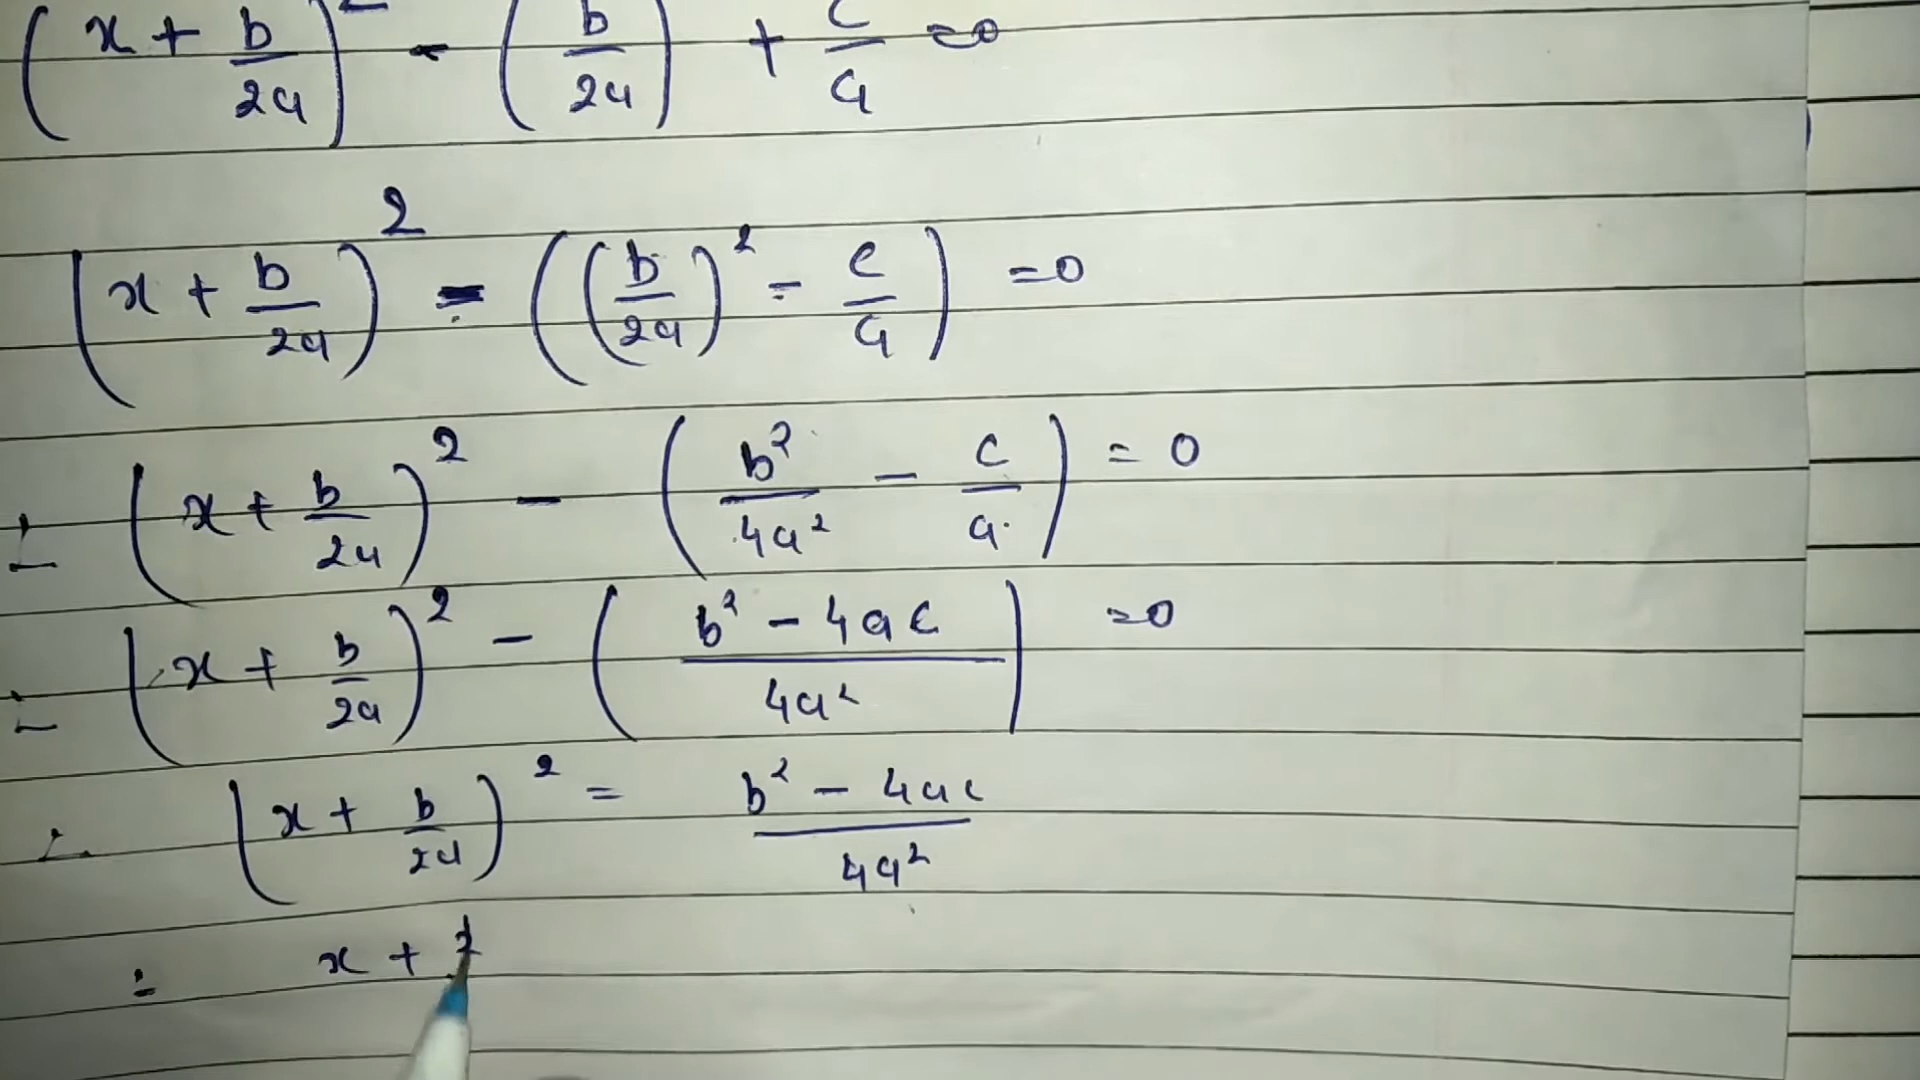 (x + b/2a)² - (b/2a) + c/a = 0
(x + b/2a)² - ((b/2a)² - c/a) = 0
∴ (x + b/2a)² - (b²/4a² - c/a) = 0
∴ (x + b/2a)² - (b² - 4ac/4a²) = 0
∴ (x + b/2a)² = b² - 4ac/4a²
x +